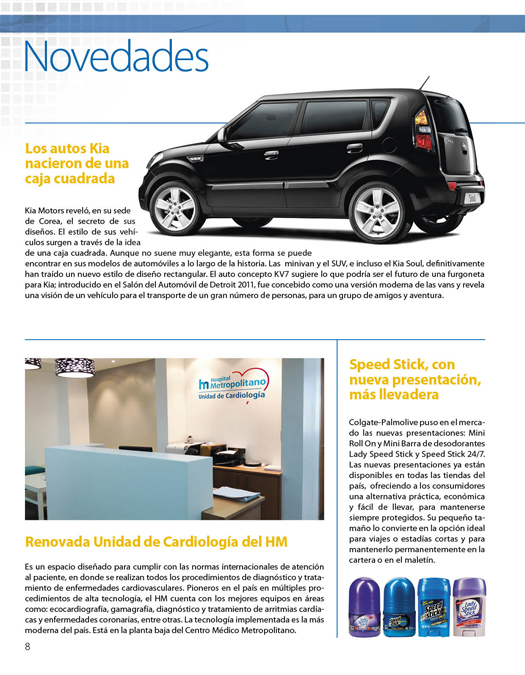 Novedades
Los autos Kia
nacieron de una
caja cuadrada
Kia Motors reveló, en su sede
de Corea, el secreto de sus
diseños. El estilo de sus vehí-
culos surgen a través de la idea
de una caja cuadrada. Aunque no suene muy elegante, esta forma se puede
encontrar en sus modelos de automóviles a lo largo de la historia. Las minivan y el SUV, e incluso el Kia Soul, definitivamente
han traído un nuevo estilo de diseño rectangular. El auto concepto KV7 sugiere lo que podría ser el futuro de una furgoneta
para Kia; introducido en el Salón del Automóvil de Detroit 2011, fue concebido como una versión moderna de las vans y revela
una visión de un vehículo para el transporte de un gran número de personas, para un grupo de amigos y aventura.
Soul
hm Hospital
Metropolitano
Unidad de Cardiología
Renovada Unidad de Cardiología del HM
Es un espacio diseñado para cumplir con las normas internacionales de atención
al paciente, en donde se realizan todos los procedimientos de diagnóstico y trata-
miento de enfermedades cardiovasculares. Pioneros en el país en múltiples pro-
cedimientos de alta tecnología, el HM cuenta con los mejores equipos en áreas
como: ecocardiografía, gamagrafía, diagnóstico y tratamiento de arritmias cardía-
cas y enfermedades coronarias, entre otras. La tecnología implementada es la más
moderna del país. Está en la planta baja del Centro Médico Metropolitano.
Speed Stick, con
nueva presentación,
más llevadera
Colgate-Palmolive puso en el merca-
do las nuevas presentaciones: Mini
Roll On y Mini Barra de desodorantes
Lady Speed Stick y Speed Stick 24/7.
Las nuevas presentaciones ya están
disponibles en todas las tiendas del
país, ofreciendo a los consumidores
una alternativa práctica, económica
y fácil de llevar, para mantenerse
siempre protegidos. Su pequeño ta-
maño lo convierte en la opción ideal
para viajes o estadías cortas y para
mantenerlo permanentemente en la
cartera o en el maletín.
SPEED
STICK
Lady
Speed
Stick
8